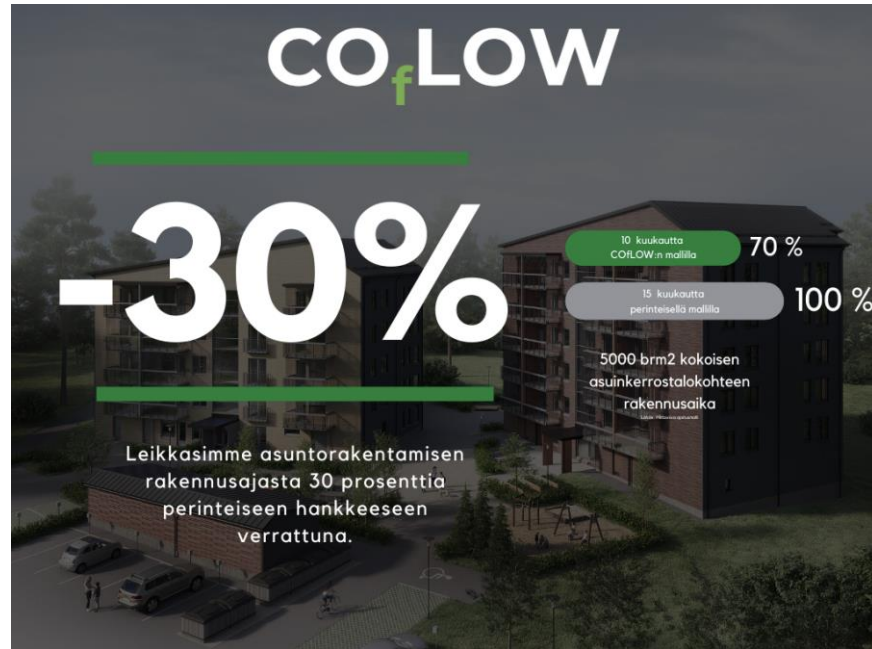 COfLOW
-30%
Leikkasimme asuntorakentamisen
rakennusajasta 30 prosenttia
perinteiseen hankkeeseen
verrattuna.
10 kuukautta
COfLOW:n mallilla
70 %
15 kuukautta
perinteisellä mallilla
100 %
5000 brm2 kokoisen
asuinkerrostalokohteen
rakennusaika